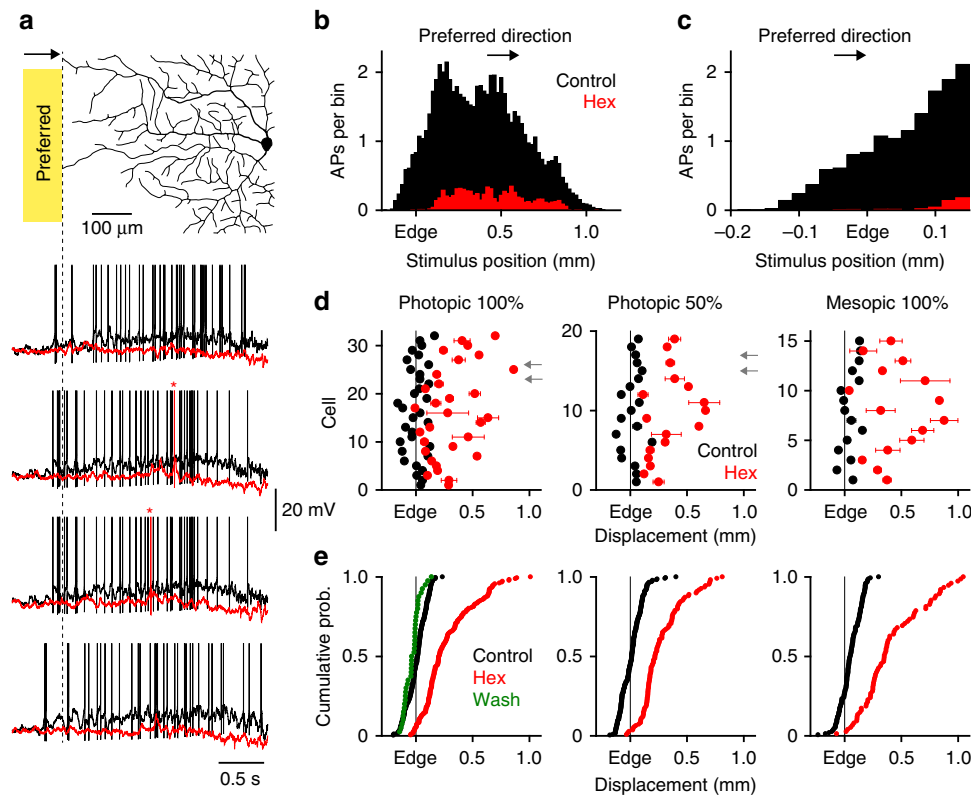 a
Preferred
100 μm
*
*
20 mV
0.5 s
b
Preferred direction
Control
Hex
APs per bin
2
1
0
Edge 0.5 1.0
Stimulus position (mm)
c
Preferred direction
APs per bin
2
1
0
−0.2 −0.1 Edge 0.1
Stimulus position (mm)
d
Photopic 100%
Cell
30
20
10
0
Edge 0.5 1.0
Photopic 50%
20
10
0
Control
Hex
Edge 0.5 1.0
Displacement (mm)
Mesopic 100%
15
10
5
0
Edge 0.5 1.0
e
Cumulative prob.
1.0
0.5
0
Control
Hex
Wash
Edge 0.5 1.0
1.0
0.5
0
Edge 0.5 1.0
Displacement (mm)
1.0
0.5
0
Edge 0.5 1.0